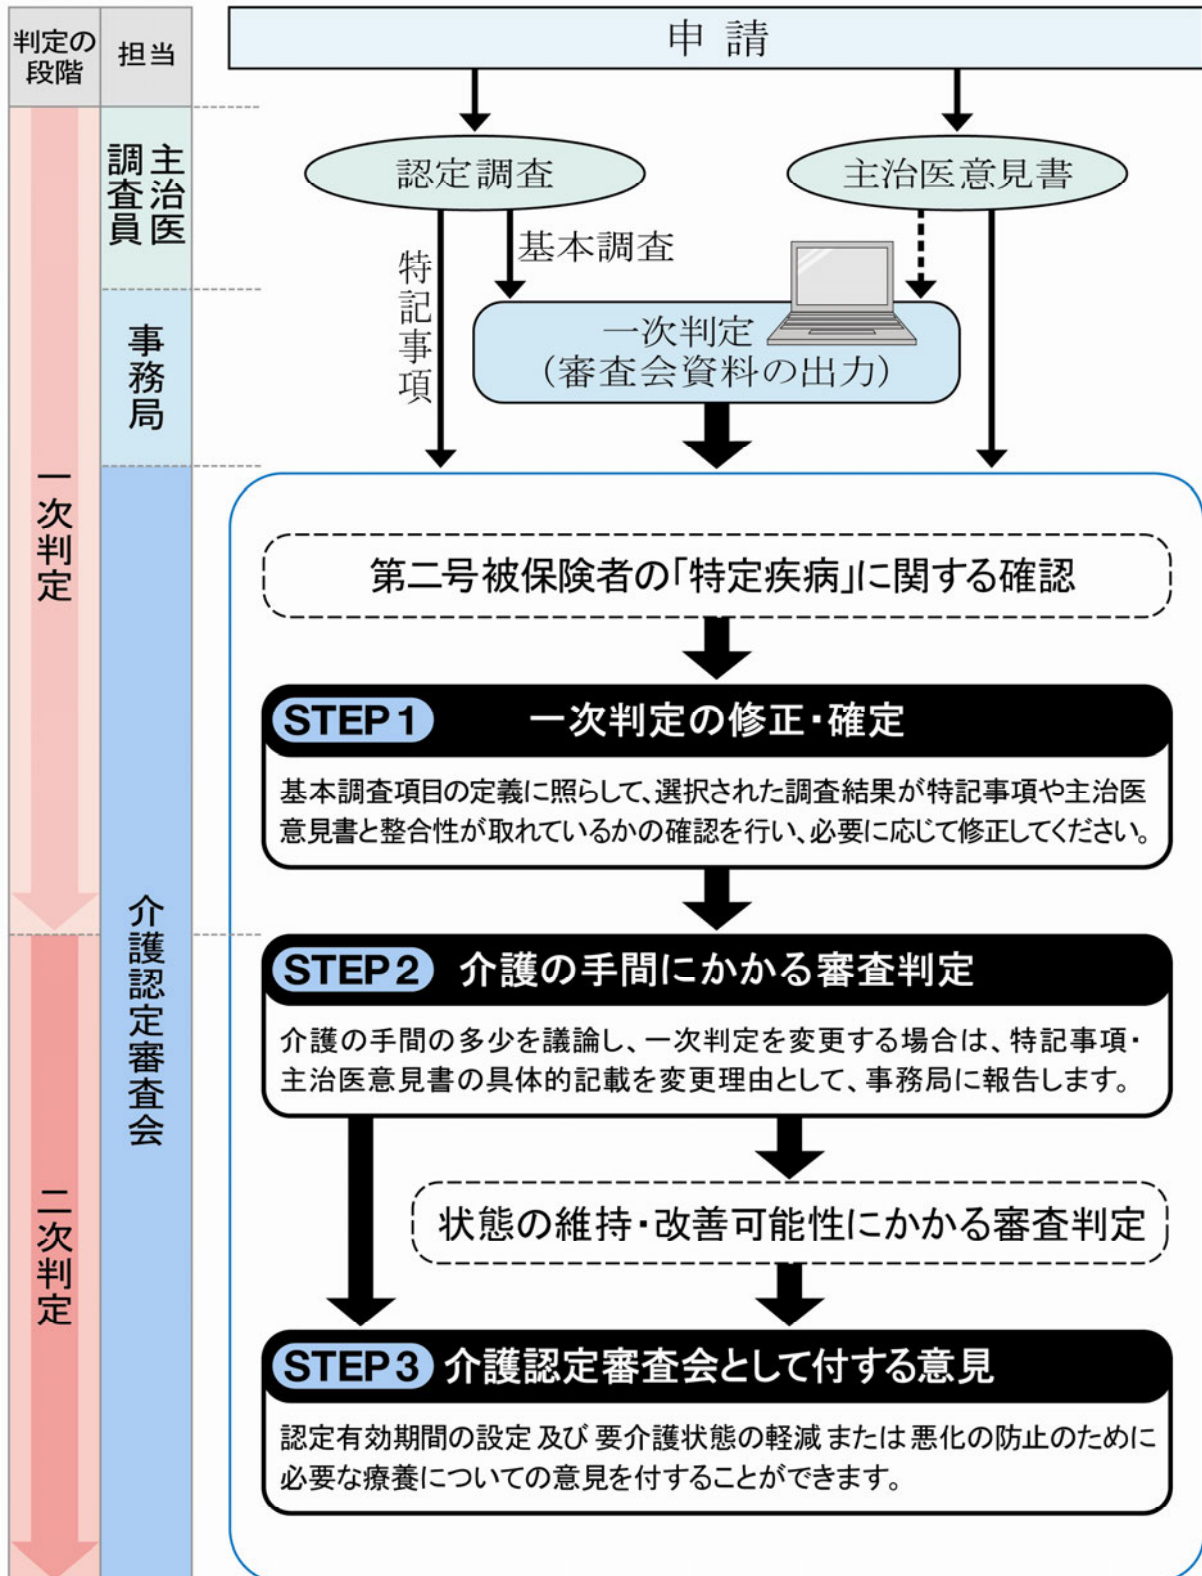 判定の
段階
担当
申請
主治医
調査員
認定調査
主治医意見書
特記事項
基本調査
事務局
一次判定
(審査会資料の出力)
一次判定
第二号被保険者の「特定疾病」に関する確認
STEP 1 一次判定の修正・確定
基本調査項目の定義に照らして、選択された調査結果が特記事項や主治医
意見書と整合性が取れているかの確認を行い、必要に応じて修正してください。
介護認定審査会
STEP 2 介護の手間にかかる審査判定
介護の手間の多少を議論し、一次判定を変更する場合は、特記事項・
主治医意見書の具体的記載を変更理由として、事務局に報告します。
二次判定
状態の維持・改善可能性にかかる審査判定
STEP 3 介護認定審査会として付する意見
認定有効期間の設定 及び 要介護状態の軽減 または 悪化の防止のために
必要な療養についての意見を付することができます。